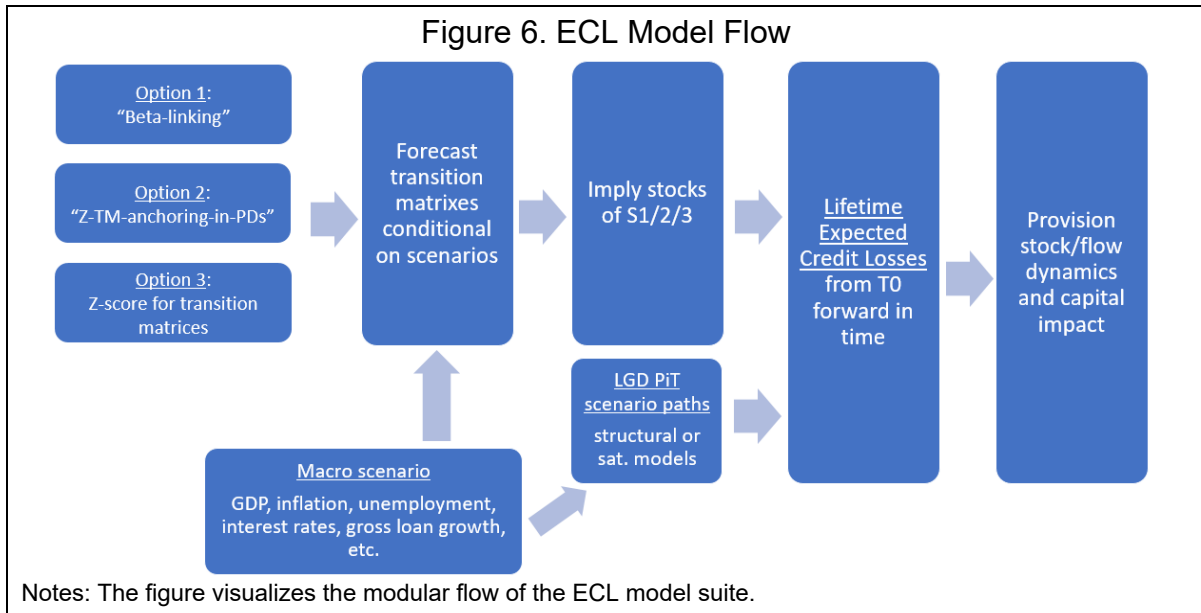 Figure 6. ECL Model Flow
Option 1:
“Beta-linking”
Option 2:
“Z-TM-anchoring-in-PDs”
Option 3:
Z-score for transition
matrices
Forecast
transition
matrixes
conditional
on scenarios
Imply stocks
of S1/2/3
Lifetime
Expected
Credit Losses
from T0
forward in
time
Provision
stock/flow
dynamics
and capital
impact
LGD PiT
scenario paths
structural or
sat. models
Macro scenario
GDP, inflation, unemployment,
interest rates, gross loan growth,
etc.
Notes: The figure visualizes the modular flow of the ECL model suite.